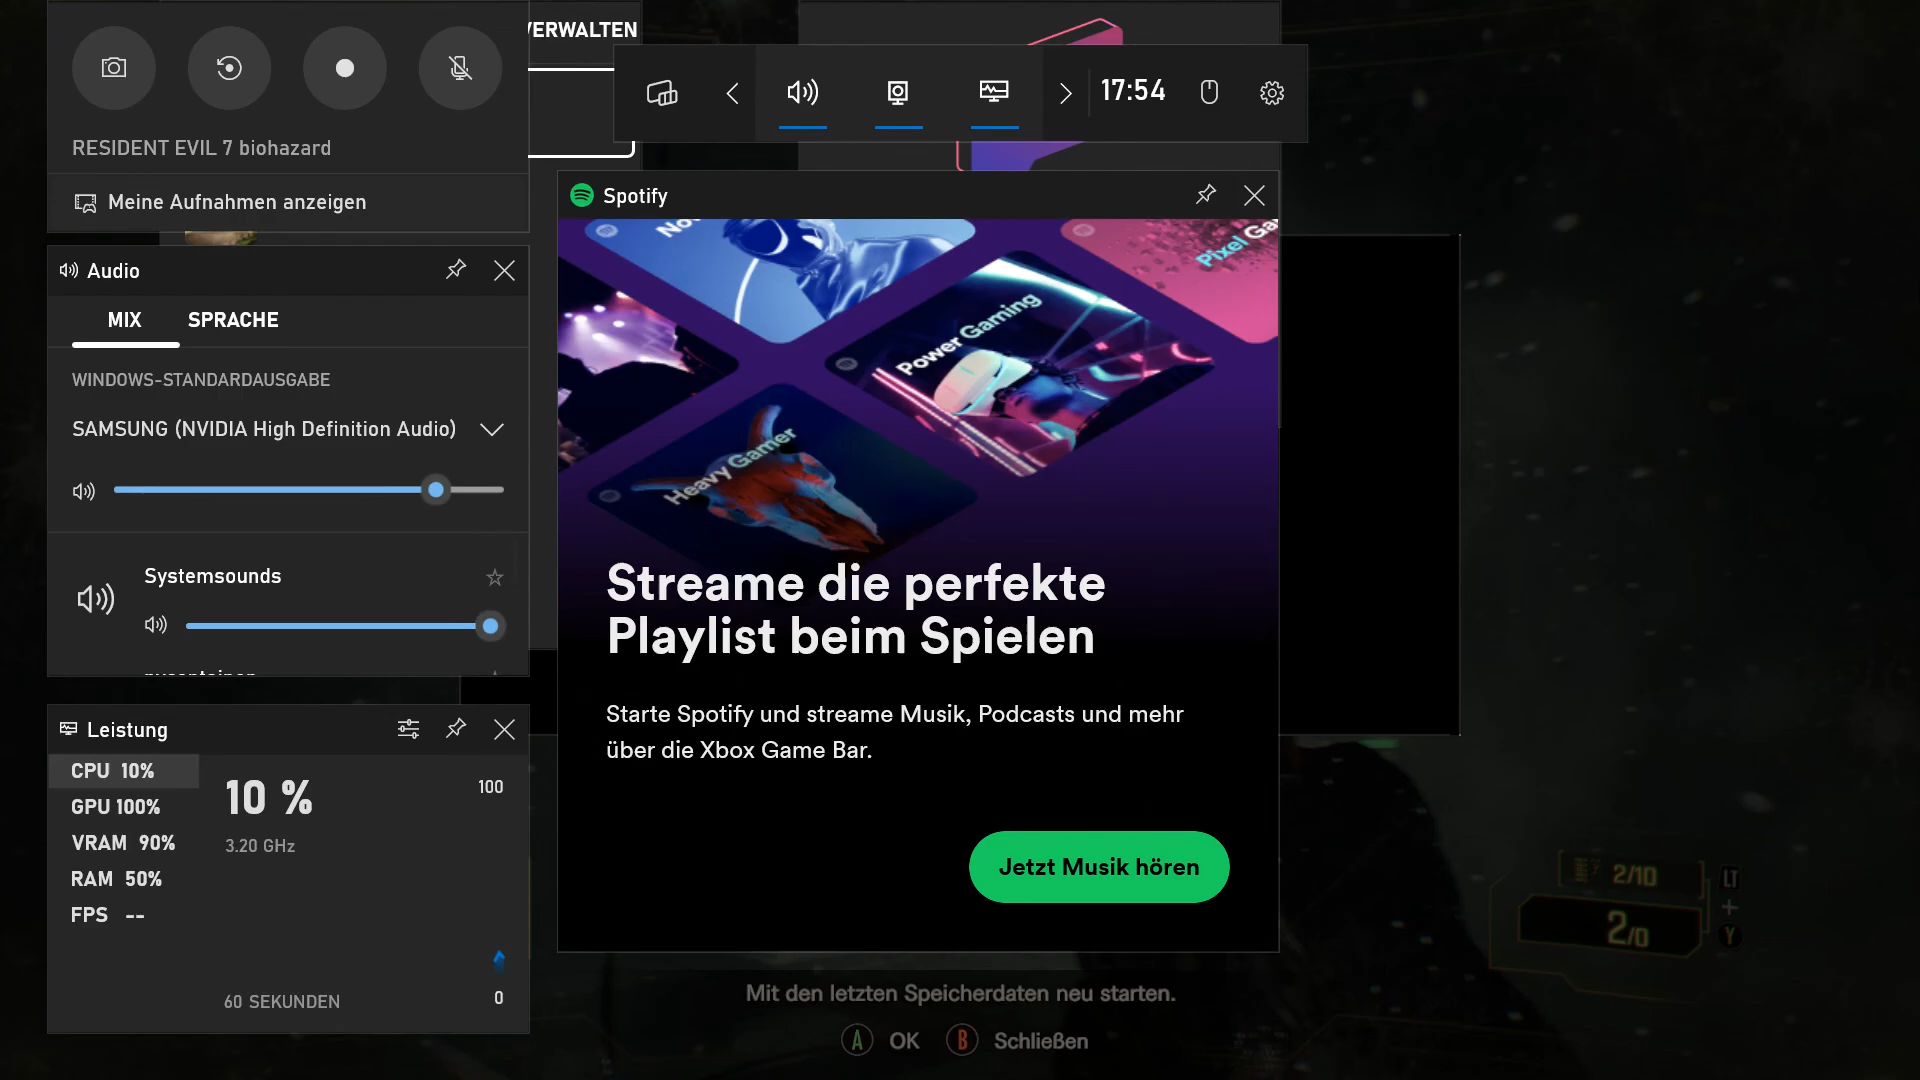 VERWALTEN
17:54
RESIDENT EVIL 7 biohazard
Meine Aufnahmen anzeigen
Audio
MIX SPRACHE
WINDOWS-STANDARDAUSGABE
SAMSUNG (NVIDIA High Definition Audio)
Systemsounds
Leistung
CPU 10%
GPU 100%
VRAM 90%
RAM 50%
FPS --
10 %
3.20 GHz
100
60 SEKUNDEN
0
Spotify
Pixel Ga
Power Gaming
Heavy Gamer
Streame die perfekte
Playlist beim Spielen
Starte Spotify und streame Musik, Podcasts und mehr
über die Xbox Game Bar.
Jetzt Musik hören
2/10
LT
+
2/0
Y
Mit den letzten Speicherdaten neu starten.
A OK B Schließen